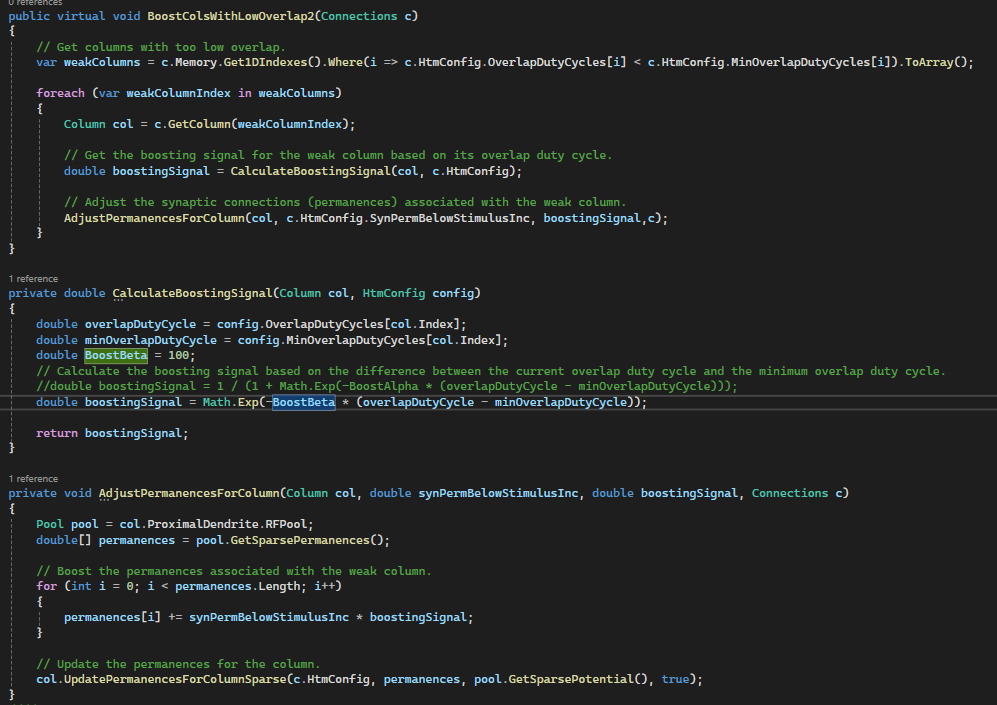 0 references
public virtual void BoostColsWithLowOverlap2(Connections c)
{
// Get columns with too low overlap.
var weakColumns = c.Memory.Get1DIndexes().Where(i => c.HtmConfig.OverlapDutyCycles[i] < c.HtmConfig.MinOverlapDutyCycles[i]).ToArray();
foreach (var weakColumnIndex in weakColumns)
{
Column col = c.GetColumn(weakColumnIndex);
// Get the boosting signal for the weak column based on its overlap duty cycle.
double boostingSignal = CalculateBoostingSignal(col, c.HtmConfig);
// Adjust the synaptic connections (permanences) associated with the weak column.
AdjustPermanencesForColumn(col, c.HtmConfig.SynPermBelowStimulusInc, boostingSignal,c);
}
}
1 reference
private double CalculateBoostingSignal(Column col, HtmConfig config)
{
double overlapDutyCycle = config.OverlapDutyCycles[col.Index];
double minOverlapDutyCycle = config.MinOverlapDutyCycles[col.Index];
double BoostBeta = 100;
// Calculate the boosting signal based on the difference between the current overlap duty cycle and the minimum overlap duty cycle.
//double boostingSignal = 1 / (1 + Math.Exp(-BoostAlpha * (overlapDutyCycle - minOverlapDutyCycle)));
double boostingSignal = Math.Exp(-BoostBeta * (overlapDutyCycle - minOverlapDutyCycle));
return boostingSignal;
}
1 reference
private void AdjustPermanencesForColumn(Column col, double synPermBelowStimulusInc, double boostingSignal, Connections c)
{
Pool pool = col.ProximalDendrite.RFPool;
double[] permanences = pool.GetSparsePermanences();
// Boost the permanences associated with the weak column.
for (int i = 0; i < permanences.Length; i++)
{
permanences[i] += synPermBelowStimulusInc * boostingSignal;
}
// Update the permanences for the column.
col.UpdatePermanencesForColumnSparse(c.HtmConfig, permanences, pool.GetSparsePotential(), true);
}